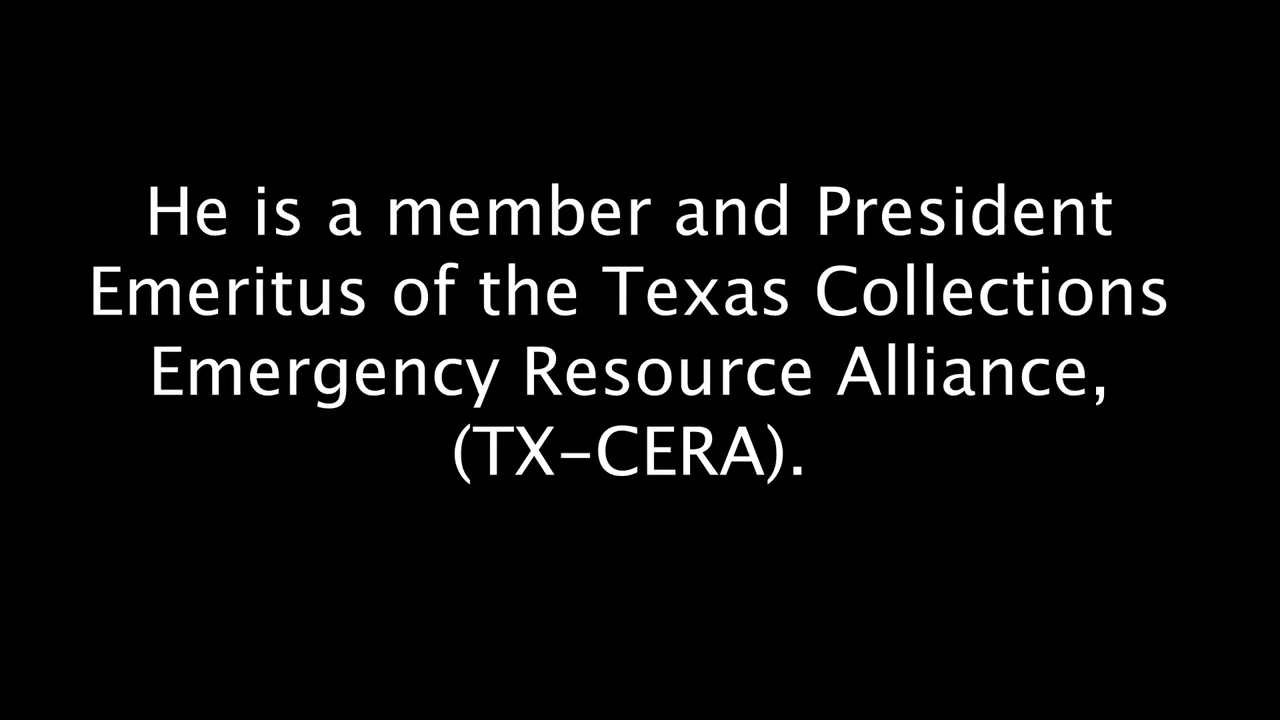 He is a member and President
Emeritus of the Texas Collections
Emergency Resource Alliance,
(TX-CERA).